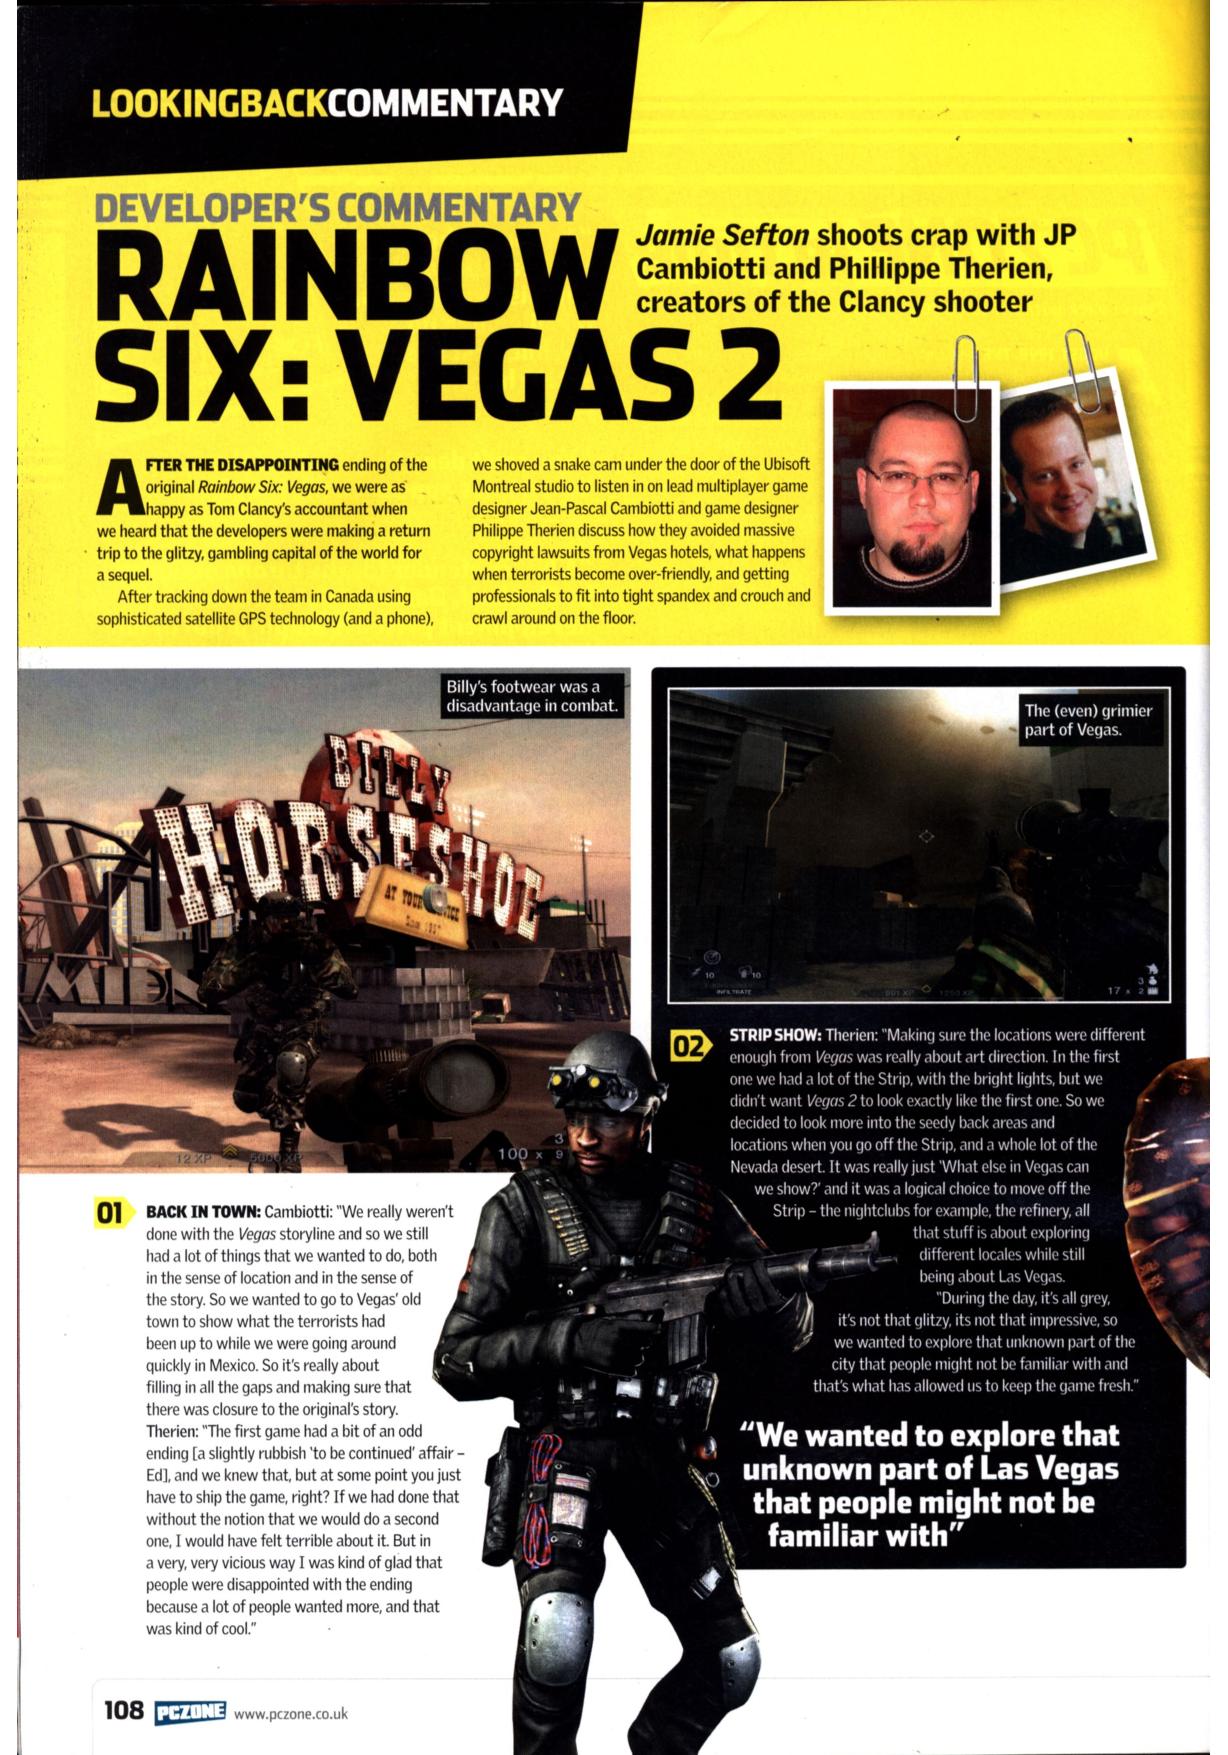 LOOKINGBACKCOMMENTARY
DEVELOPER'S COMMENTARY
RAINBOW
SIX: VEGAS 2
Jamie Sefton shoots crap with JP
Cambiotti and Phillippe Therien,
creators of the Clancy shooter
AFTER THE DISAPPOINTING ending of the
original Rainbow Six: Vegas, we were as
happy as Tom Clancy's accountant when
we heard that the developers were making a return
trip to the glitzy, gambling capital of the world for
a sequel.
After tracking down the team in Canada using
sophisticated satellite GPS technology (and a phone),
we shoved a snake cam under the door of the Ubisoft
Montreal studio to listen in on lead multiplayer game
designer Jean-Pascal Cambiotti and game designer
Philippe Therien discuss how they avoided massive
copyright lawsuits from Vegas hotels, what happens
when terrorists become over-friendly, and getting
professionals to fit into tight spandex and crouch and
crawl around on the floor.
Billy's footwear was a
disadvantage in combat.
BILLY
HORSESHOE
AT YOUR
12 XP
5000 XP
3
100 x 9
01
BACK IN TOWN: Cambiotti: "We really weren't
done with the Vegas storyline and so we still
had a lot of things that we wanted to do, both
in the sense of location and in the sense of
the story. So we wanted to go to Vegas' old
town to show what the terrorists had
been up to while we were going around
quickly in Mexico. So it's really about
filling in all the gaps and making sure that
there was closure to the original's story.
Therien: "The first game had a bit of an odd
ending [a slightly rubbish 'to be continued' affair –
Ed], and we knew that, but at some point you just
have to ship the game, right? If we had done that
without the notion that we would do a second
one, I would have felt terrible about it. But in
a very, very vicious way I was kind of glad that
people were disappointed with the ending
because a lot of people wanted more, and that
was kind of cool."
The (even) grimier
part of Vegas.
10
10
INFILTRATE
3
17 x 2
02
STRIP SHOW: Therien: "Making sure the locations were different
enough from Vegas was really about art direction. In the first
one we had a lot of the Strip, with the bright lights, but we
didn't want Vegas 2 to look exactly like the first one. So we
decided to look more into the seedy back areas and
locations when you go off the Strip, and a whole lot of the
Nevada desert. It was really just 'What else in Vegas can
we show?' and it was a logical choice to move off the
Strip – the nightclubs for example, the refinery, all
that stuff is about exploring
different locales while still
being about Las Vegas.
"During the day, it's all grey,
it's not that glitzy, its not that impressive, so
we wanted to explore that unknown part of the
city that people might not be familiar with and
that's what has allowed us to keep the game fresh."
"We wanted to explore that
unknown part of Las Vegas
that people might not be
familiar with"
108 PCZONE www.pczone.co.uk